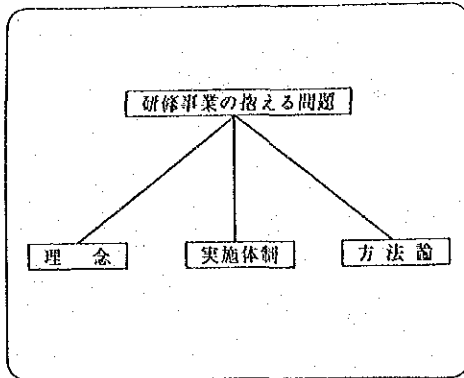 研修事業の抱える問題
理　念
実施体制
方法論